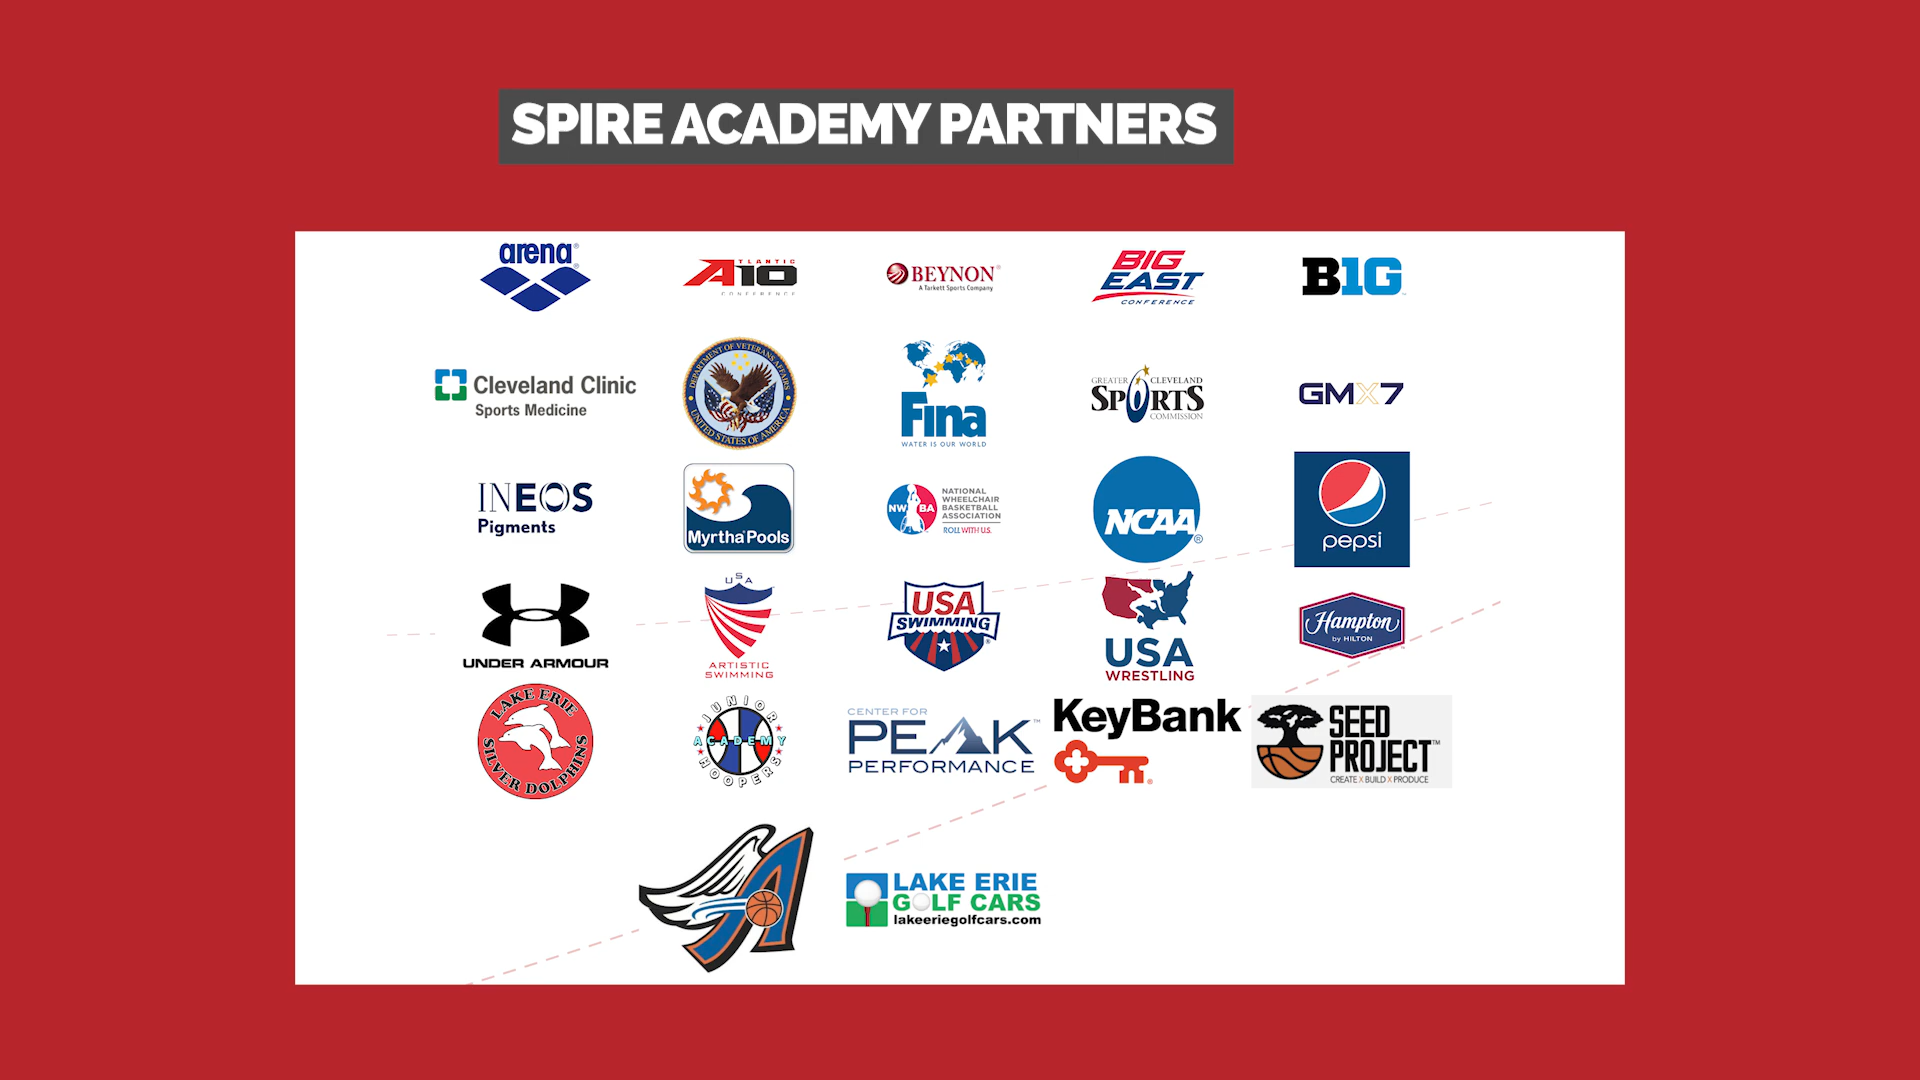 SPIRE ACADEMY PARTNERS
arena®
ATLANTIC
A10
CONFERENCE
BEYNON®
A Tarkett Sports Company
BIG
EAST
CONFERENCE
B1G
Cleveland Clinic
Sports Medicine
DEPARTMENT OF VETERANS AFFAIRS
UNITED STATES OF AMERICA
FINA
WATER IS OUR WORLD
GREATER CLEVELAND
SPORTS
COMMISSION
GMX7
INEOS
Pigments
Myrtha Pools
NWBA
NATIONAL
WHEELCHAIR
BASKETBALL
ASSOCIATION
ROLL WITH U.S.
NCAA®
pepsi
UNDER ARMOUR
USA
ARTISTIC
SWIMMING
USA
SWIMMING®
USA
WRESTLING
Hampton
by HILTON
LAKE ERIE
SILVER DOLPHINS
JUNIOR
ACADEMY
HOOPERS
CENTER FOR
PEAK™
PERFORMANCE
KeyBank
SEED
PROJECT™
CREATE X BUILD X PRODUCE
A
LAKE ERIE
GOLF CARS
lakeeriegolfcars.com